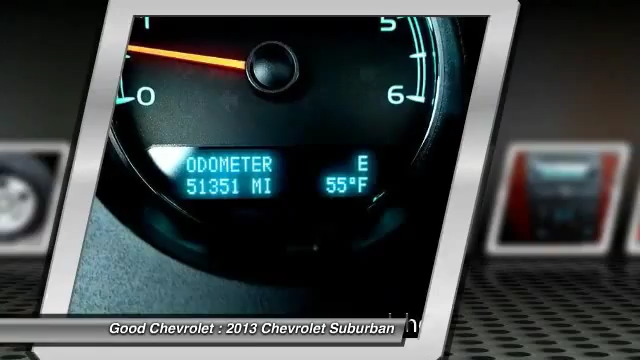 1 5
0 6
ODOMETER E
51351 MI 55°F
Good Chevrolet : 2013 Chevrolet Suburban